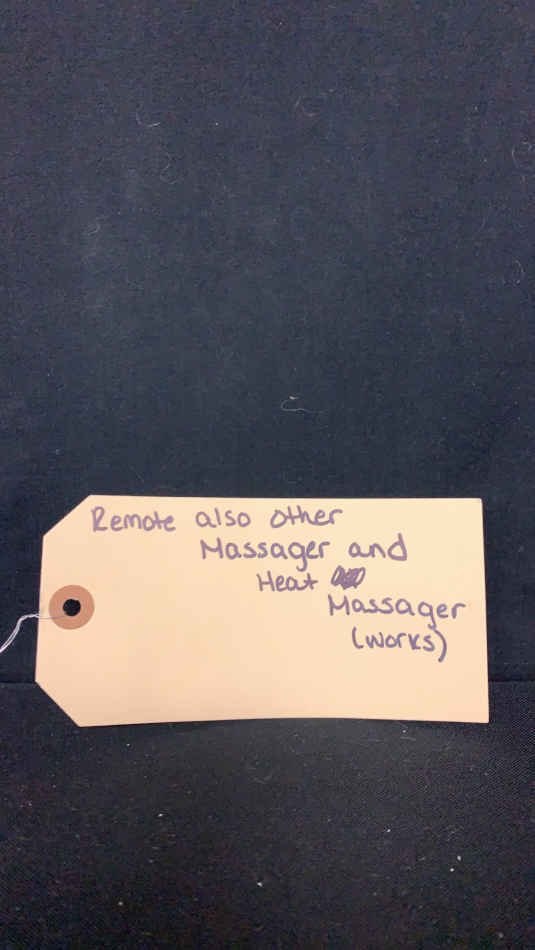 Remote also other
Massager and
Heat
Massager
(works)